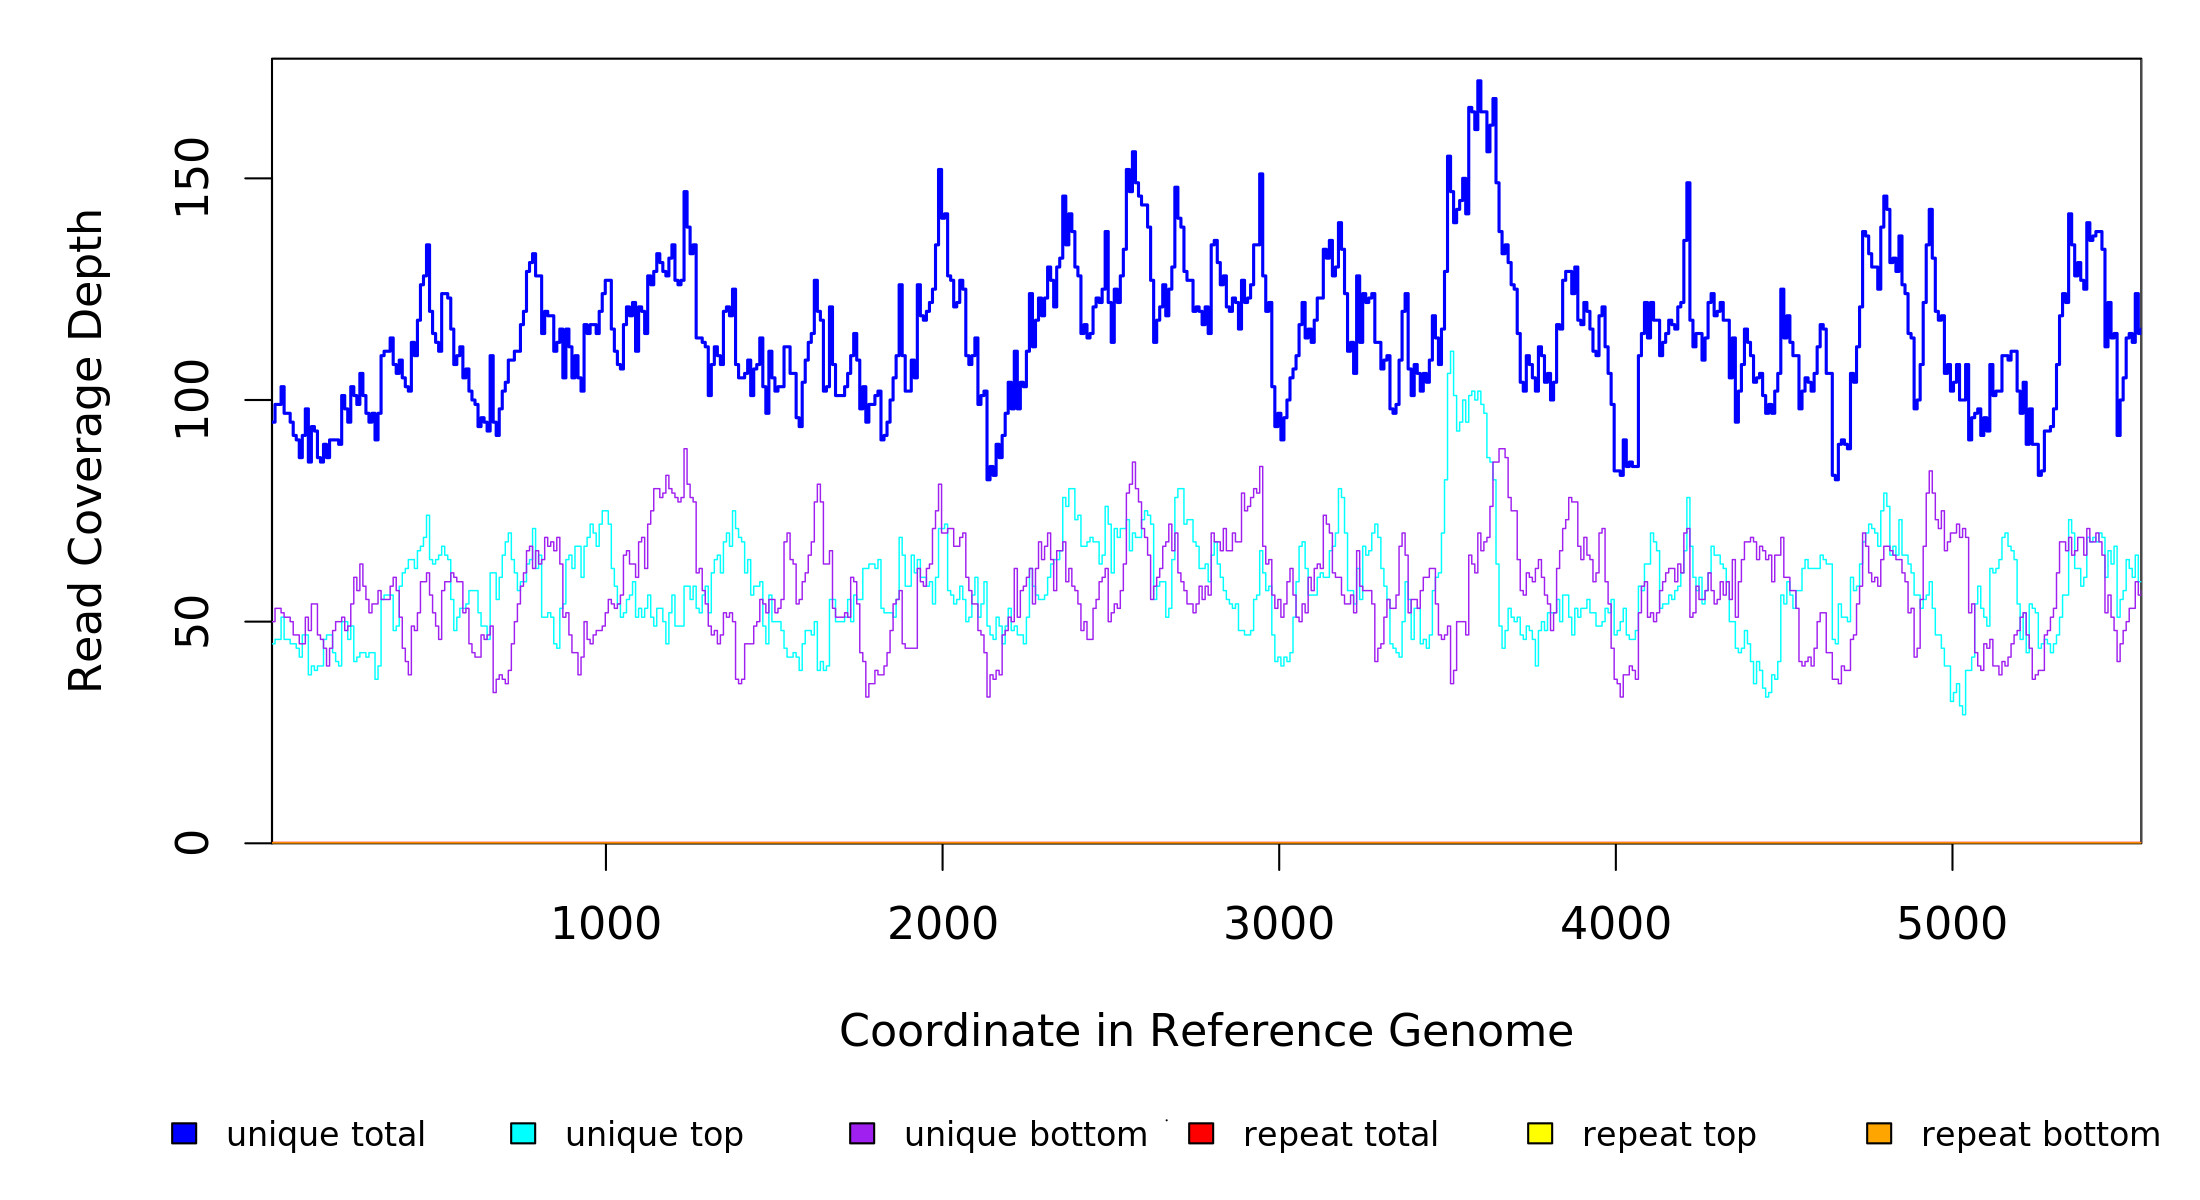 Read Coverage Depth
150
100
50
0
1000 2000 3000 4000 5000
Coordinate in Reference Genome
unique total unique top unique bottom repeat total repeat top repeat bottom